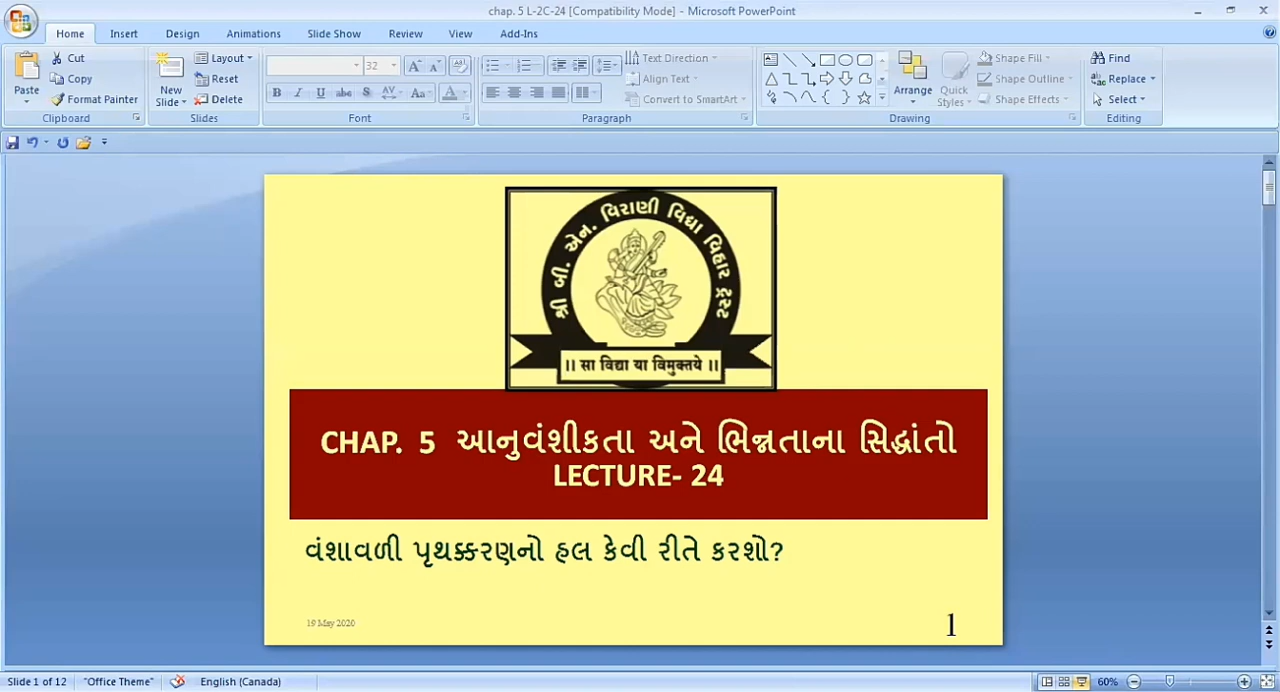 chap. 5 L-2C-24 [Compatibility Mode] - Microsoft PowerPoint
Home Insert Design Animations Slide Show Review View Add-Ins
Cut
Copy
Format Painter
Paste
Clipboard
New Slide
Layout
Reset
Delete
Slides
32
Font
Text Direction
Align Text
Convert to SmartArt
Paragraph
Arrange
Quick Styles
Shape Fill
Shape Outline
Shape Effects
Drawing
Find
Replace
Select
Editing
શ્રી બી. એન. વિરાણી વિદ્યા વિહાર ટ્રસ્ટ
।। सा विद्या या विमुक्तये ।।
CHAP. 5 આનુવંશીકતા અને ભિન્નતાના સિદ્ધાંતો
LECTURE- 24
વંશાવળી પૃથક્કરણનો હલ કેવી રીતે કરશો?
19 May 2020
1
Slide 1 of 12 "Office Theme" English (Canada) 60%